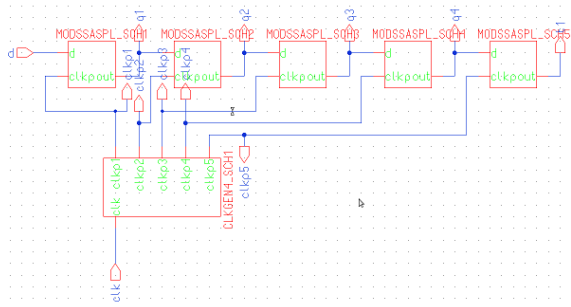 q1 q2 q3 q4
MODSSASPL_SCH1 MODSSASPL_SCH2 MODSSASPL_SCH3 MODSSASPL_SCH4 MODSSASPL_SCH5
d d d d d d
clkp1 clkp2 clkp3 clkp4
clkpout clkpout clkpout clkpout clkpout
clkp1 clkp2 clkp3 clkp4 clkp5
clk
clkp5
CLKGEN4_SCH1
clk